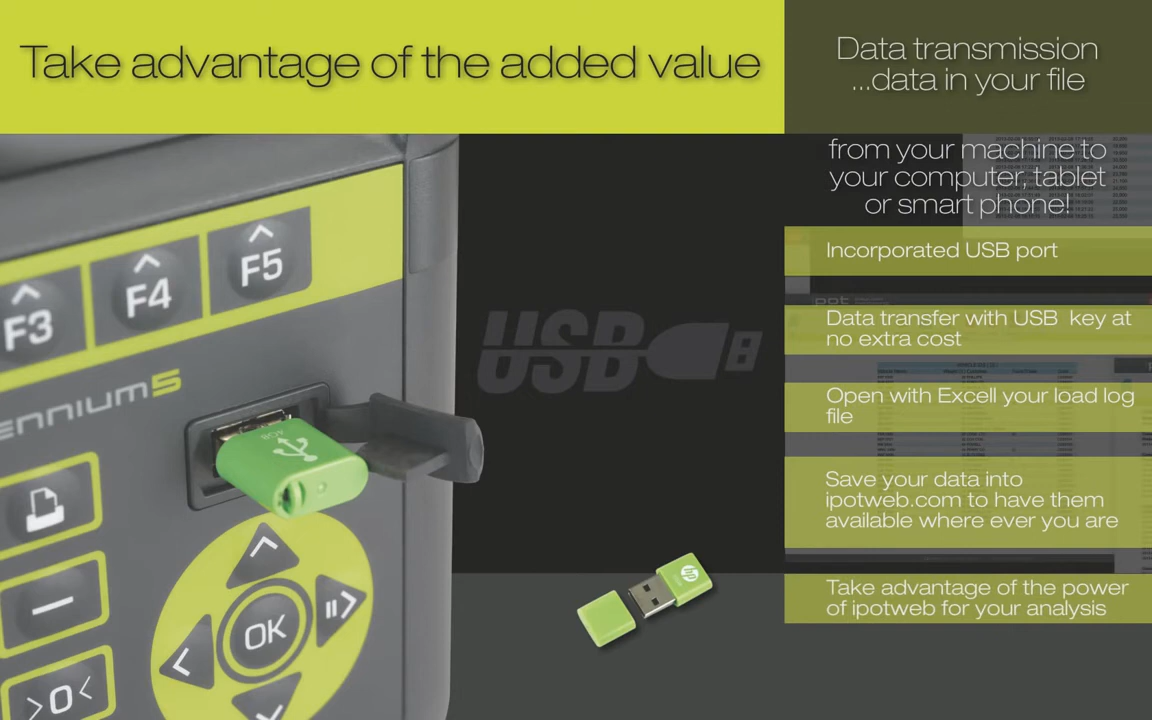 Take advantage of the added value
Data transmission
...data in your file
from your machine to
your computer, tablet
or smart phone!
Incorporated USB port
Data transfer with USB key at
no extra cost
Open with Excell your load log
file
Save your data into
ipotweb.com to have them
available where ever you are
Take advantage of the power
of ipotweb for your analysis
USB
F3
F4
F5
ennium5
OK
>0<
hp